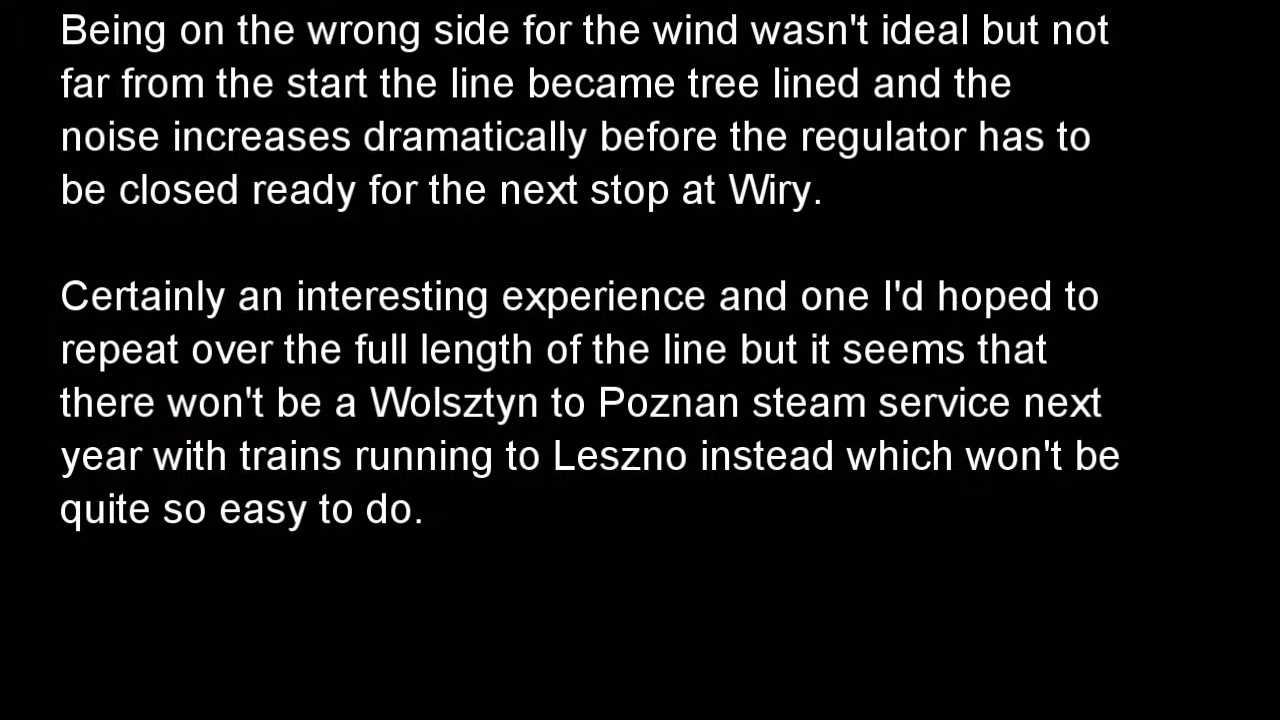 Being on the wrong side for the wind wasn't ideal but not
far from the start the line became tree lined and the
noise increases dramatically before the regulator has to
be closed ready for the next stop at Wiry.
Certainly an interesting experience and one I'd hoped to
repeat over the full length of the line but it seems that
there won't be a Wolsztyn to Poznan steam service next
year with trains running to Leszno instead which won't be
quite so easy to do.